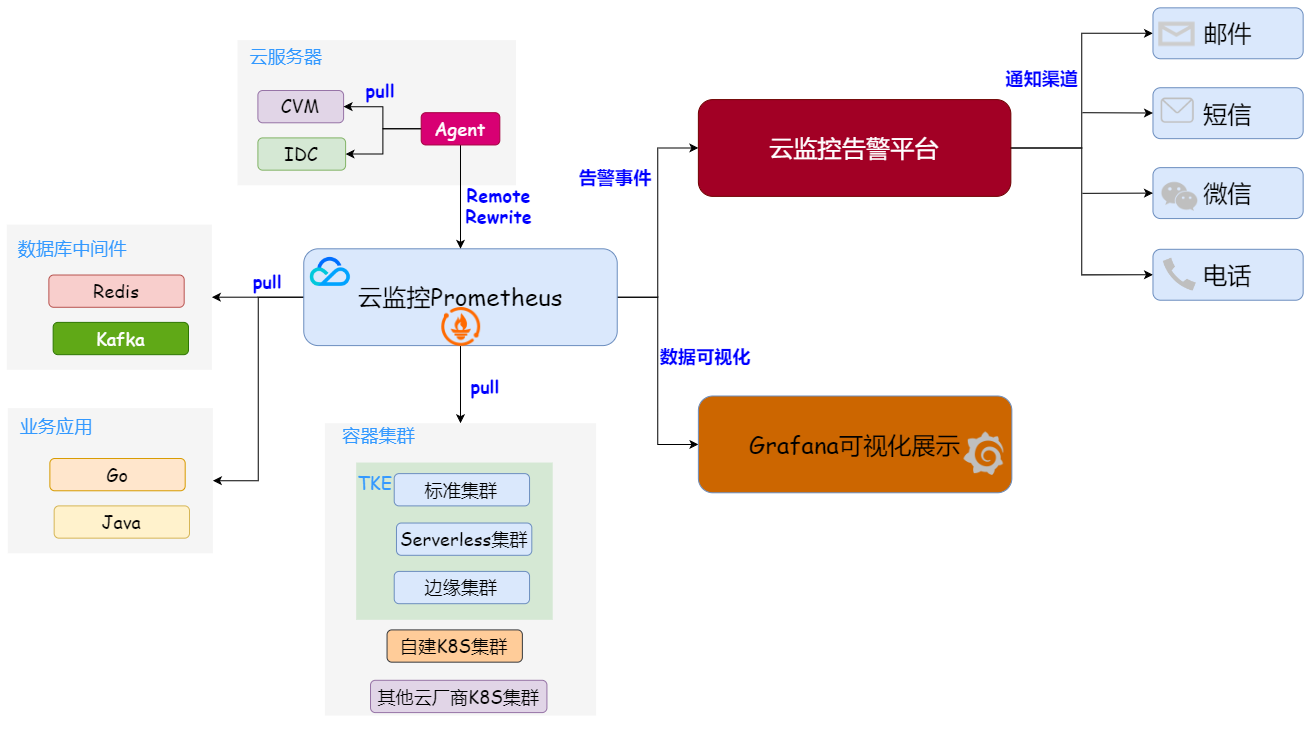 云服务器
CVM
pull
Agent
IDC
Remote
Rewrite
数据库中间件
Redis
Kafka
pull
云监控Prometheus
pull
业务应用
Go
Java
容器集群
TKE
标准集群
Serverless集群
边缘集群
自建K8S集群
其他云厂商K8S集群
告警事件
云监控告警平台
数据可视化
Grafana可视化展示
通知渠道
邮件
短信
微信
电话